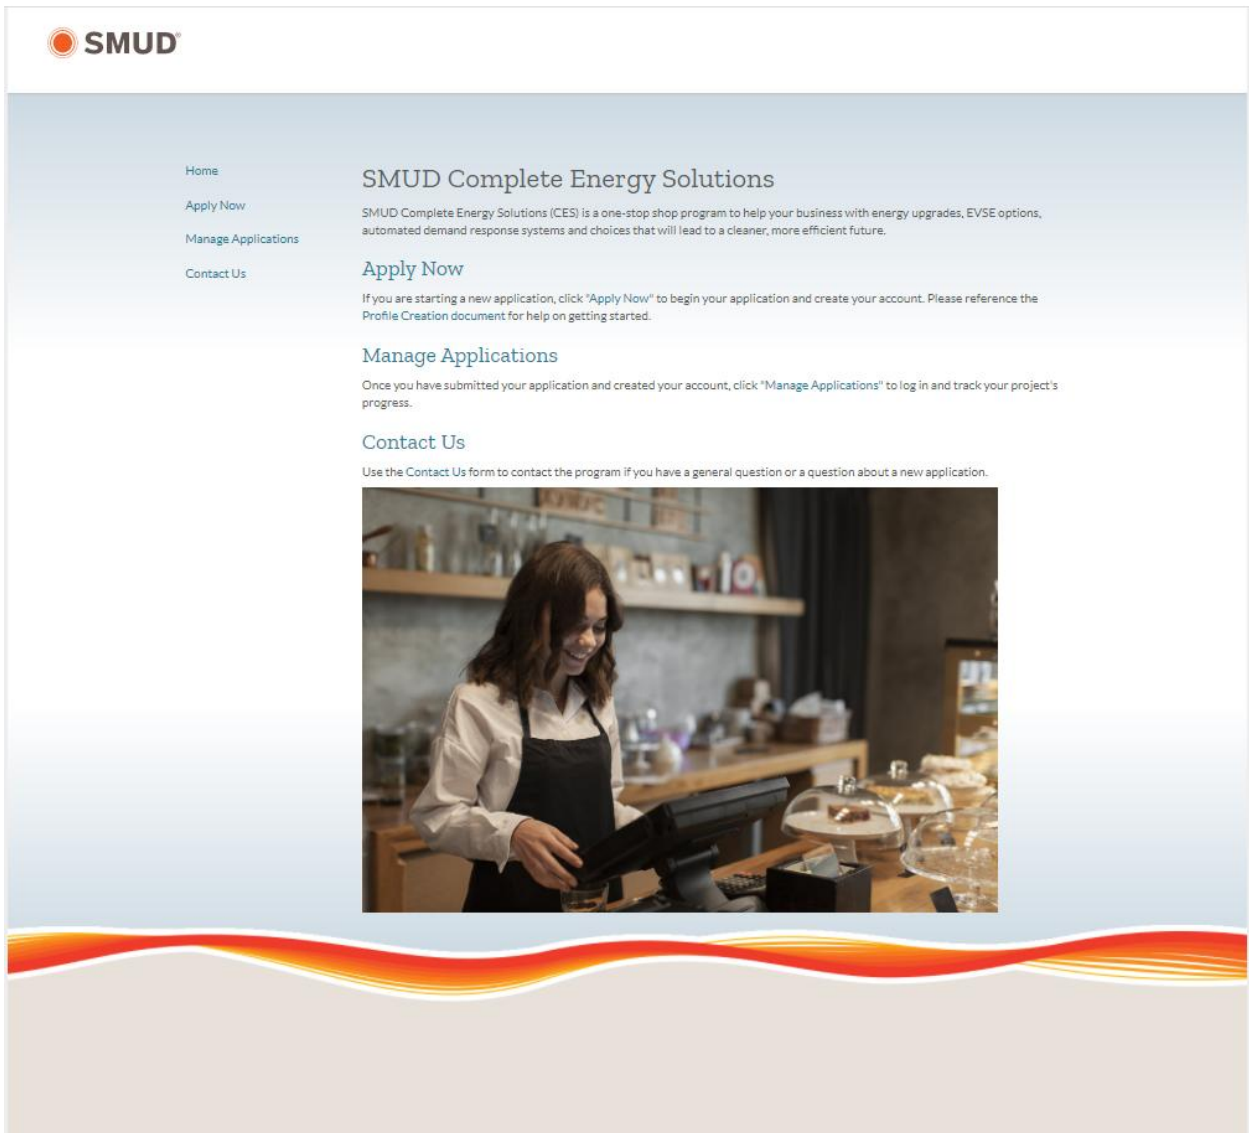 SMUD®
Home
Apply Now
Manage Applications
Contact Us
SMUD Complete Energy Solutions
SMUD Complete Energy Solutions (CES) is a one-stop shop program to help your business with energy upgrades, EVSE options,
automated demand response systems and choices that will lead to a cleaner, more efficient future.
Apply Now
If you are starting a new application, click "Apply Now" to begin your application and create your account. Please reference the
Profile Creation document for help on getting started.
Manage Applications
Once you have submitted your application and created your account, click "Manage Applications" to log in and track your project's
progress.
Contact Us
Use the Contact Us form to contact the program if you have a general question or a question about a new application.